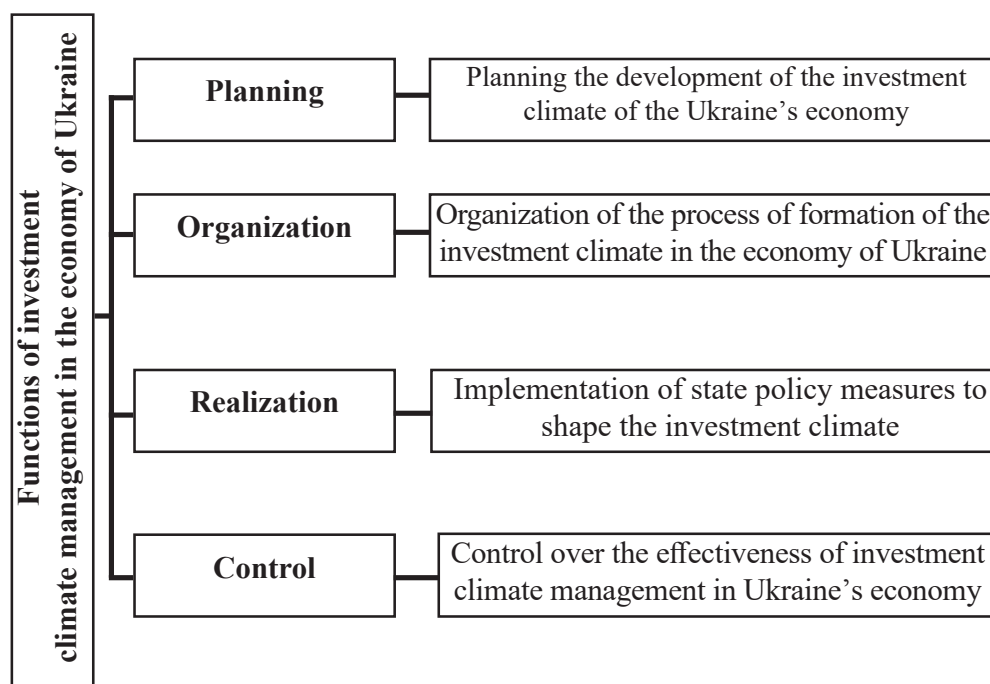 Functions of investment
climate management in the economy of Ukraine
Planning
Planning the development of the investment
climate of the Ukraine’s economy
Organization
Organization of the process of formation of the
investment climate in the economy of Ukraine
Realization
Implementation of state policy measures to
shape the investment climate
Control
Control over the effectiveness of investment
climate management in Ukraine’s economy